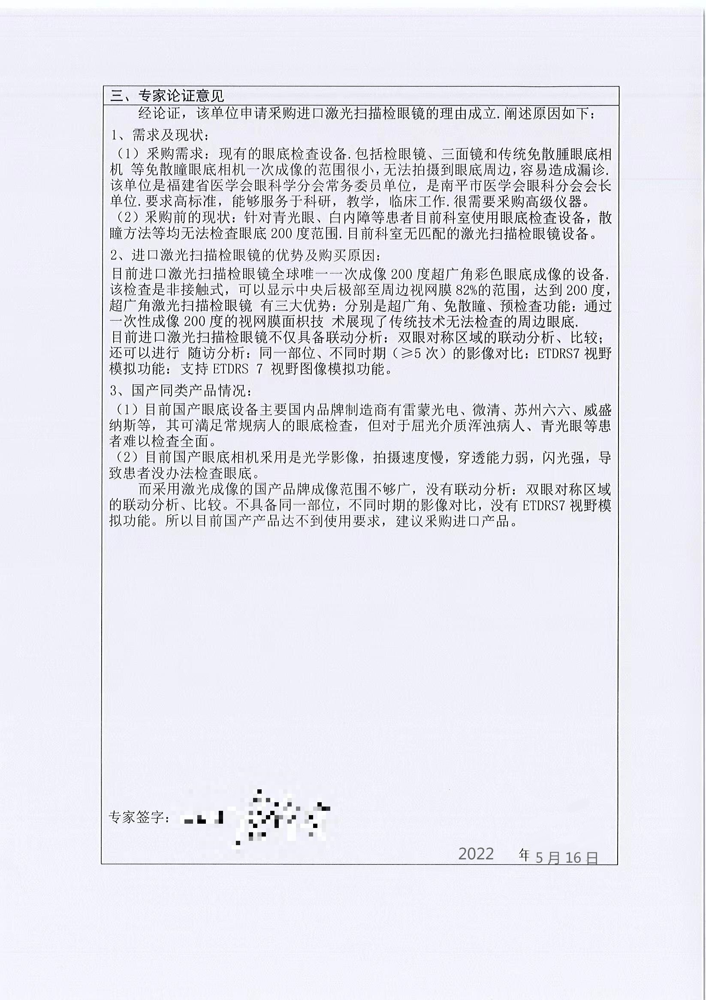 三、专家论证意见
经论证，该单位申请采购进口激光扫描检眼镜的理由成立.阐述原因如下：
1、需求及现状：
（1）采购需求：现有的眼底检查设备.包括检眼镜、三面镜和传统免散腫眼底相
机 等免散瞳眼底相机一次成像的范围很小,无法拍摄到眼底周边,容易造成漏诊.
该单位是福建省医学会眼科学分会常务委员单位，是南平市医学会眼科分会会长
单位.要求高标准，能够服务于科研，教学，临床工作.很需要采购高级仪器。
（2）采购前的现状：针对青光眼、白内障等患者目前科室使用眼底检查设备，散
瞳方法等均无法检查眼底 200 度范围.目前科室无匹配的激光扫描检眼镜设备。
2、进口激光扫描检眼镜的优势及购买原因：
目前进口激光扫描检眼镜全球唯一一次成像 200 度超广角彩色眼底成像的设备.
该检查是非接触式，可以显示中央后极部至周边视网膜 82%的范围，达到 200 度，
超广角激光扫描检眼镜 有三大优势：分别是超广角、免散瞳、预检查功能：通过
一次性成像 200 度的视网膜面枳技 术展现了传统技术无法检查的周边眼底.
目前进口激光扫描检眼镜不仅具备联动分析：双眼对称区域的联动分析、比较；
还可以进行 随访分析：同一部位、不同时期（≥5 次）的影像对比：ETDRS7 视野
模拟功能：支持 ETDRS 7 视野图像模拟功能。
3、国产同类产品情况：
（1）目前国产眼底设备主要国内品牌制造商有雷蒙光电、微清、苏州六六、威盛
纳斯等，其可满足常规病人的眼底检查，但对于屈光介质浑浊病人、青光眼等患
者难以检查全面。
（2）目前国产眼底相机采用是光学影像，拍摄速度慢，穿透能力弱，闪光强，导
致患者没办法检查眼底。
而采用激光成像的国产品牌成像范围不够广，没有联动分析；双眼对称区域
的联动分析、比较。不具备同一部位，不同时期的影像对比，没有 ETDRS7 视野模
拟功能。所以目前国产产品达不到使用要求，建议采购进口产品。
专家签字：
2022 年 5 月 16 日